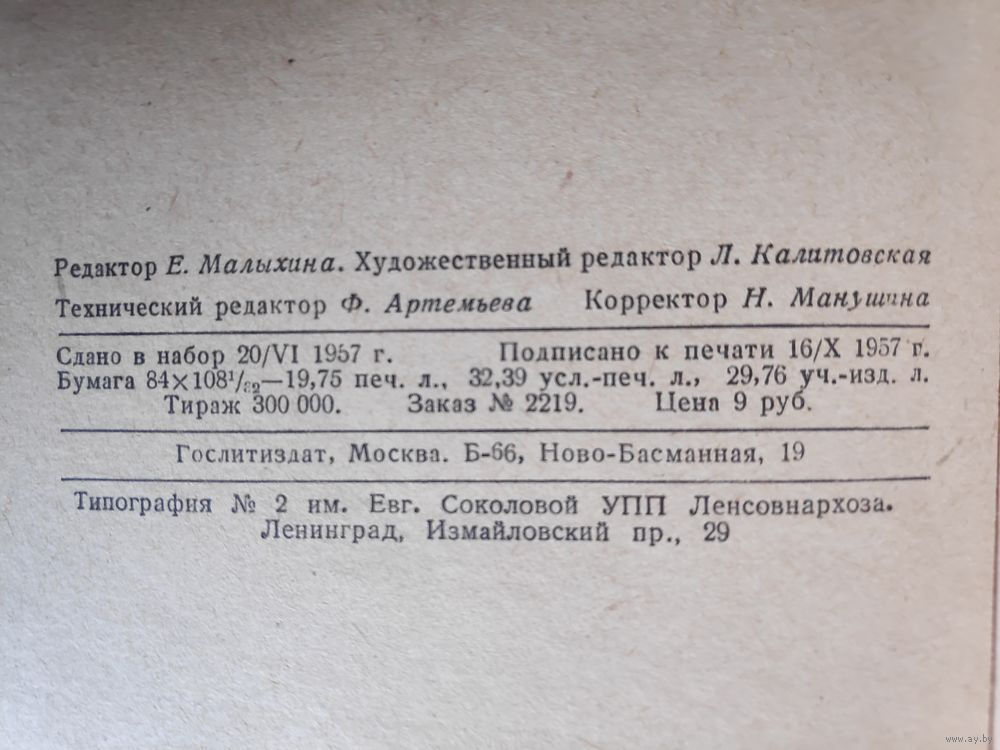 Редактор Е. Малыхина. Художественный редактор Л. Калитовская
Технический редактор Ф. Артемьева Корректор Н. Манушина
Сдано в набор 20/VI 1957 г. Подписано к печати 16/X 1957 г.
Бумага 84×108¹/₃₂—19,75 печ. л., 32,39 усл.-печ. л., 29,76 уч.-изд. л.
Тираж 300 000. Заказ № 2219. Цена 9 руб.
Гослитиздат, Москва. Б-66, Ново-Басманная, 19
Типография № 2 им. Евг. Соколовой УПП Ленсовнархоза.
Ленинград, Измайловский пр., 29
www.ay.by